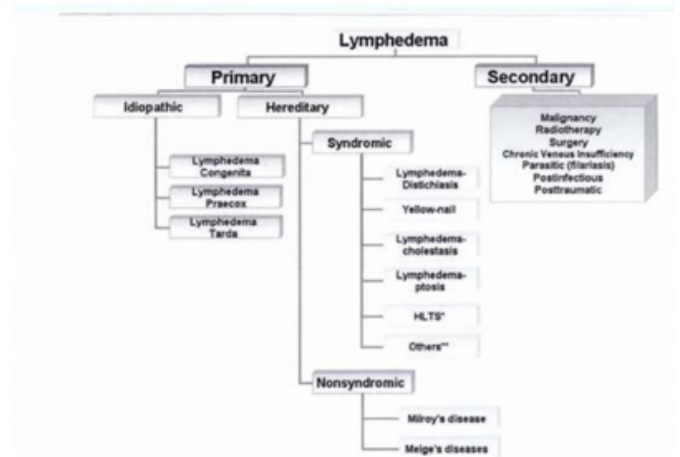 Lymphedema
Primary
Secondary
Idiopathic
Hereditary
Malignancy
Radiotherapy
Surgery
Chronic Venous Insufficiency
Parasitic (filariasis)
Postinfectious
Posttraumatic
Syndromic
Lymphedema
Congenita
Lymphedema
Praecox
Lymphedema
Tarda
Lymphedema-
Distichiasis
Yellow-nail
Lymphedema-
cholestasis
Lymphedema-
ptosis
HLTS*
Others**
Nonsyndromic
Milroy's disease
Meige's diseases